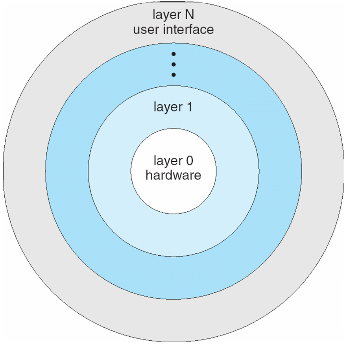 layer N
user interface
layer 1
layer 0
hardware